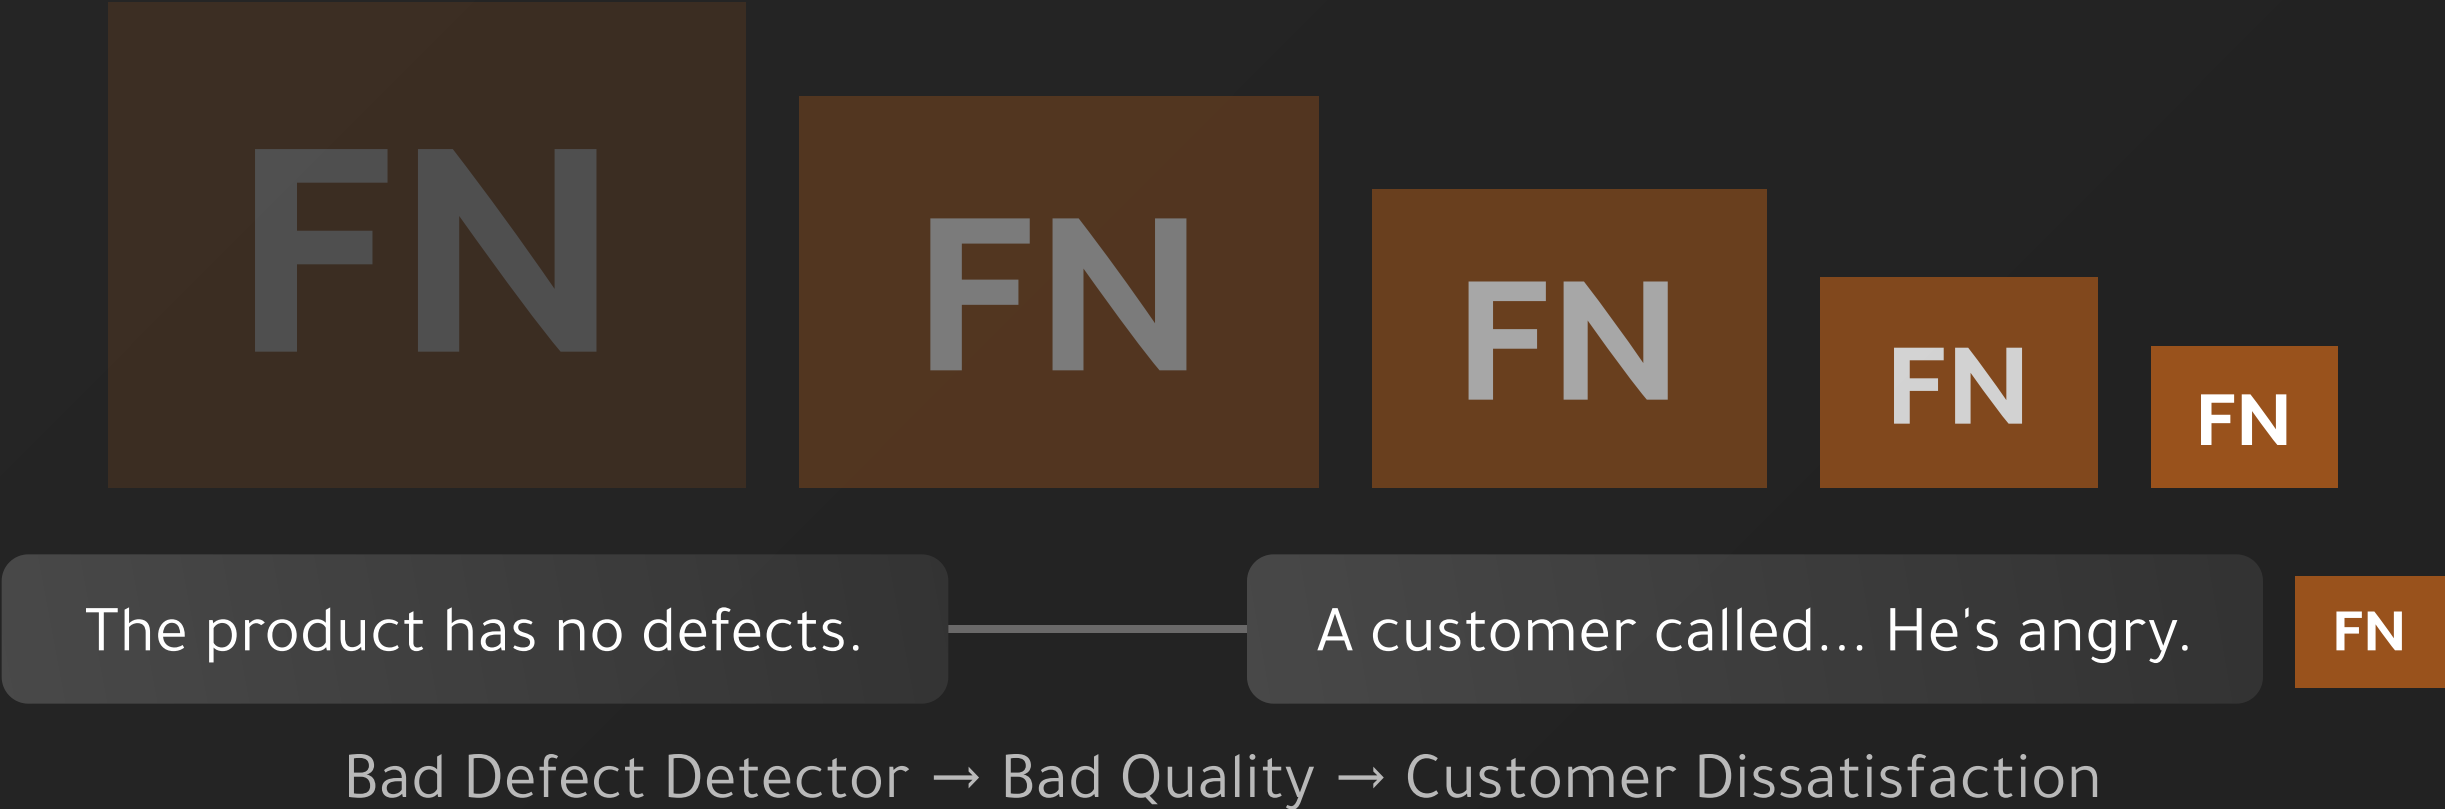 FN FN FN FN FN
The product has no defects. A customer called... He's angry. FN
Bad Defect Detector → Bad Quality → Customer Dissatisfaction